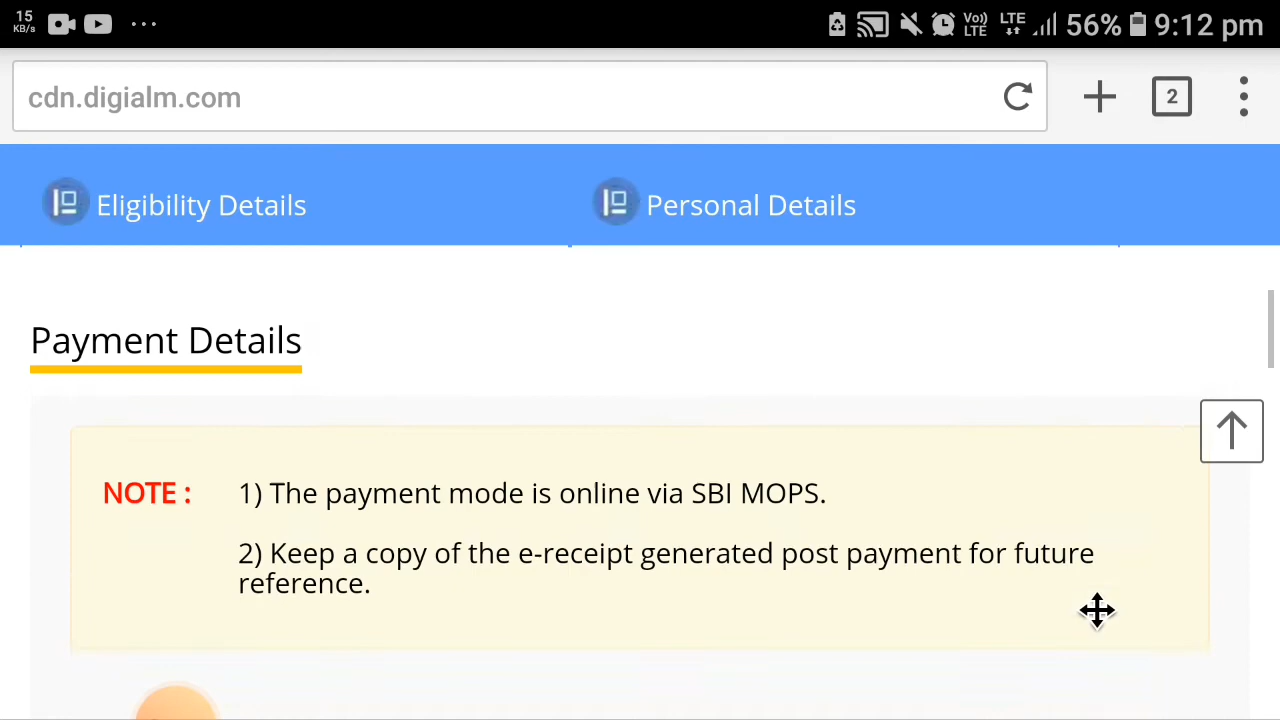 15
KB/s
Vo))
LTE
LTE
56%
9:12 pm
cdn.digialm.com
2
Eligibility Details
Personal Details
Payment Details
NOTE : 1) The payment mode is online via SBI MOPS.
2) Keep a copy of the e-receipt generated post payment for future
reference.